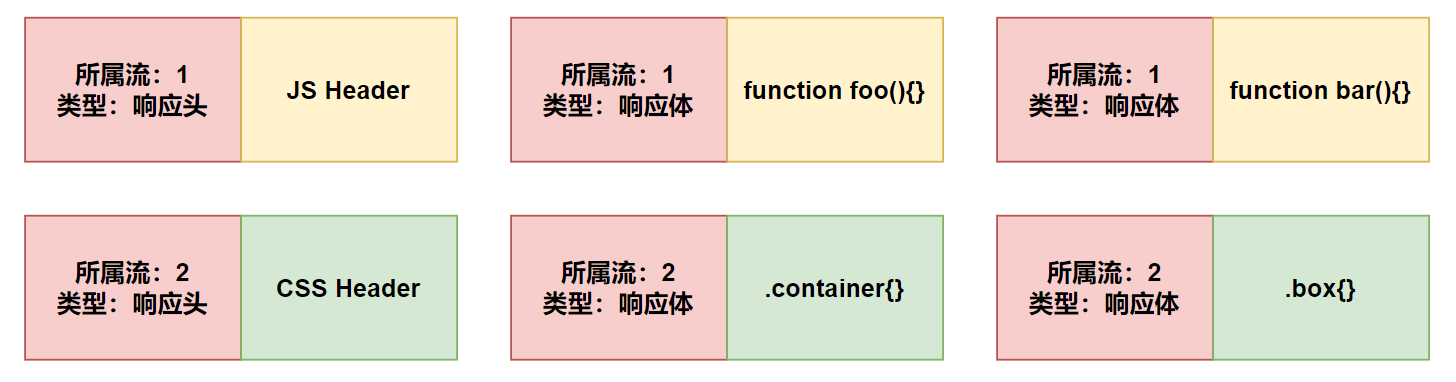 所属流：1
类型：响应头
JS Header
所属流：1
类型：响应体
function foo(){}
所属流：1
类型：响应体
function bar(){}
所属流：2
类型：响应头
CSS Header
所属流：2
类型：响应体
.container{}
所属流：2
类型：响应体
.box{}